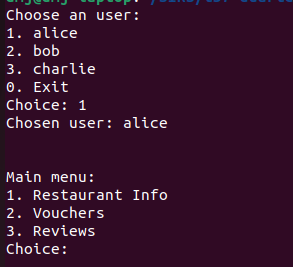 Choose an user:
1. alice
2. bob
3. charlie
0. Exit
Choice: 1
Chosen user: alice
Main menu:
1. Restaurant Info
2. Vouchers
3. Reviews
Choice: